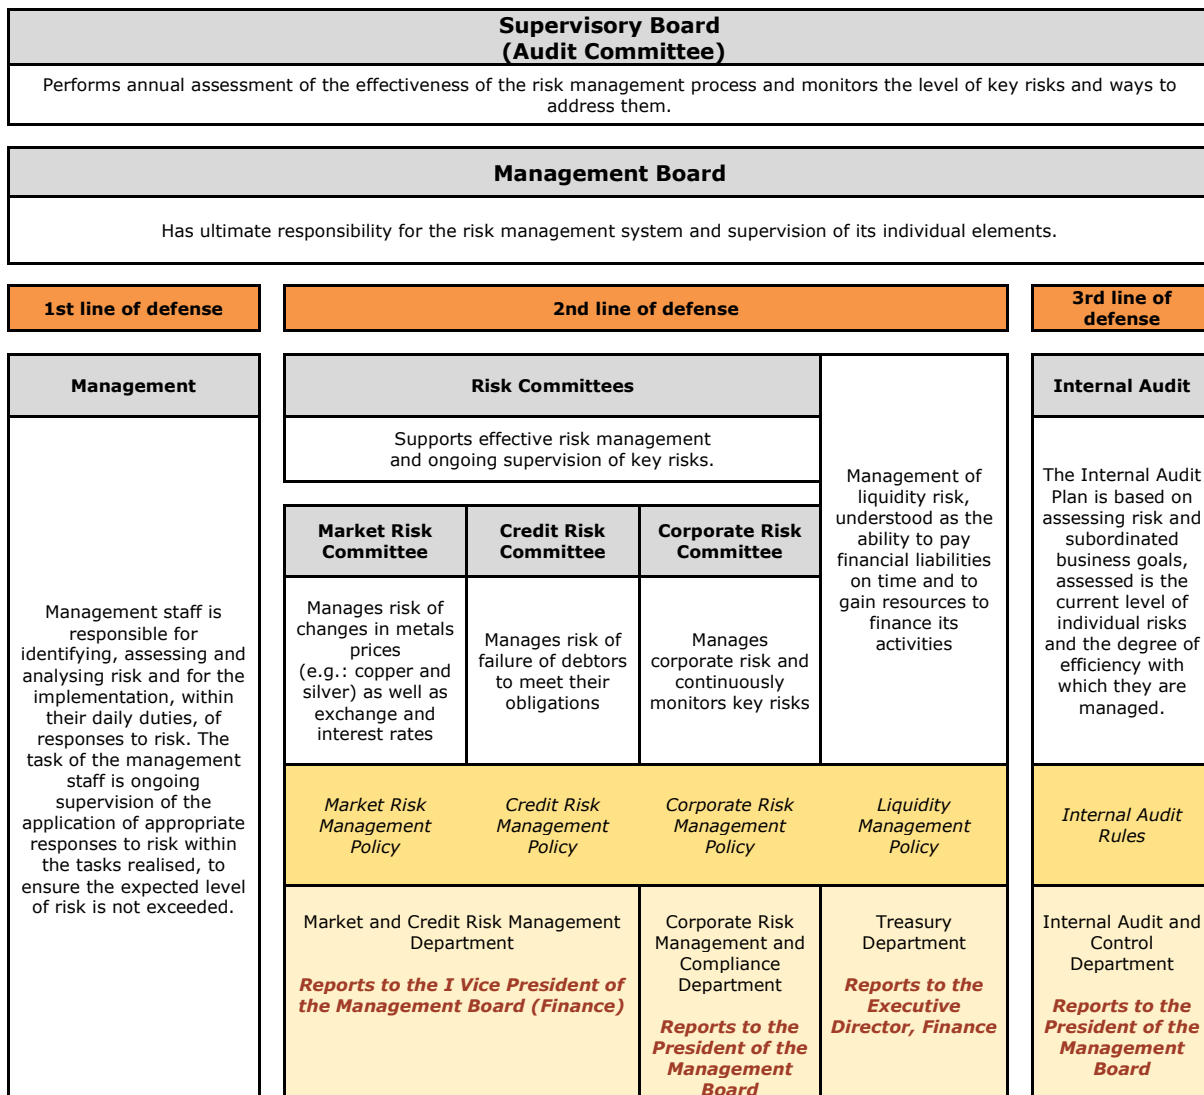 Supervisory Board
(Audit Committee)
Performs annual assessment of the effectiveness of the risk management process and monitors the level of key risks and ways to
address them.
Management Board
Has ultimate responsibility for the risk management system and supervision of its individual elements.
1st line of defense
2nd line of defense
3rd line of
defense
Management
Management staff is
responsible for
identifying, assessing and
analysing risk and for the
implementation, within
their daily duties, of
responses to risk. The
task of the management
staff is ongoing
supervision of the
application of appropriate
responses to risk within
the tasks realised, to
ensure the expected level
of risk is not exceeded.
Risk Committees
Supports effective risk management
and ongoing supervision of key risks.
Market Risk
Committee
Manages risk of
changes in metals
prices
(e.g.: copper and
silver) as well as
exchange and
interest rates
Credit Risk
Committee
Manages risk of
failure of debtors
to meet their
obligations
Corporate Risk
Committee
Manages
corporate risk and
continuously
monitors key risks
Management of
liquidity risk,
understood as the
ability to pay
financial liabilities
on time and to
gain resources to
finance its
activities
Market Risk
Management
Policy
Credit Risk
Management
Policy
Corporate Risk
Management
Policy
Liquidity
Management
Policy
Market and Credit Risk Management
Department
Reports to the I Vice President of
the Management Board (Finance)
Corporate Risk
Management and
Compliance
Department
Reports to the
President of the
Management
Board
Treasury
Department
Reports to the
Executive
Director, Finance
Internal Audit
The Internal Audit
Plan is based on
assessing risk and
subordinated
business goals,
assessed is the
current level of
individual risks
and the degree of
efficiency with
which they are
managed.
Internal Audit
Rules
Internal Audit and
Control
Department
Reports to the
President of the
Management
Board